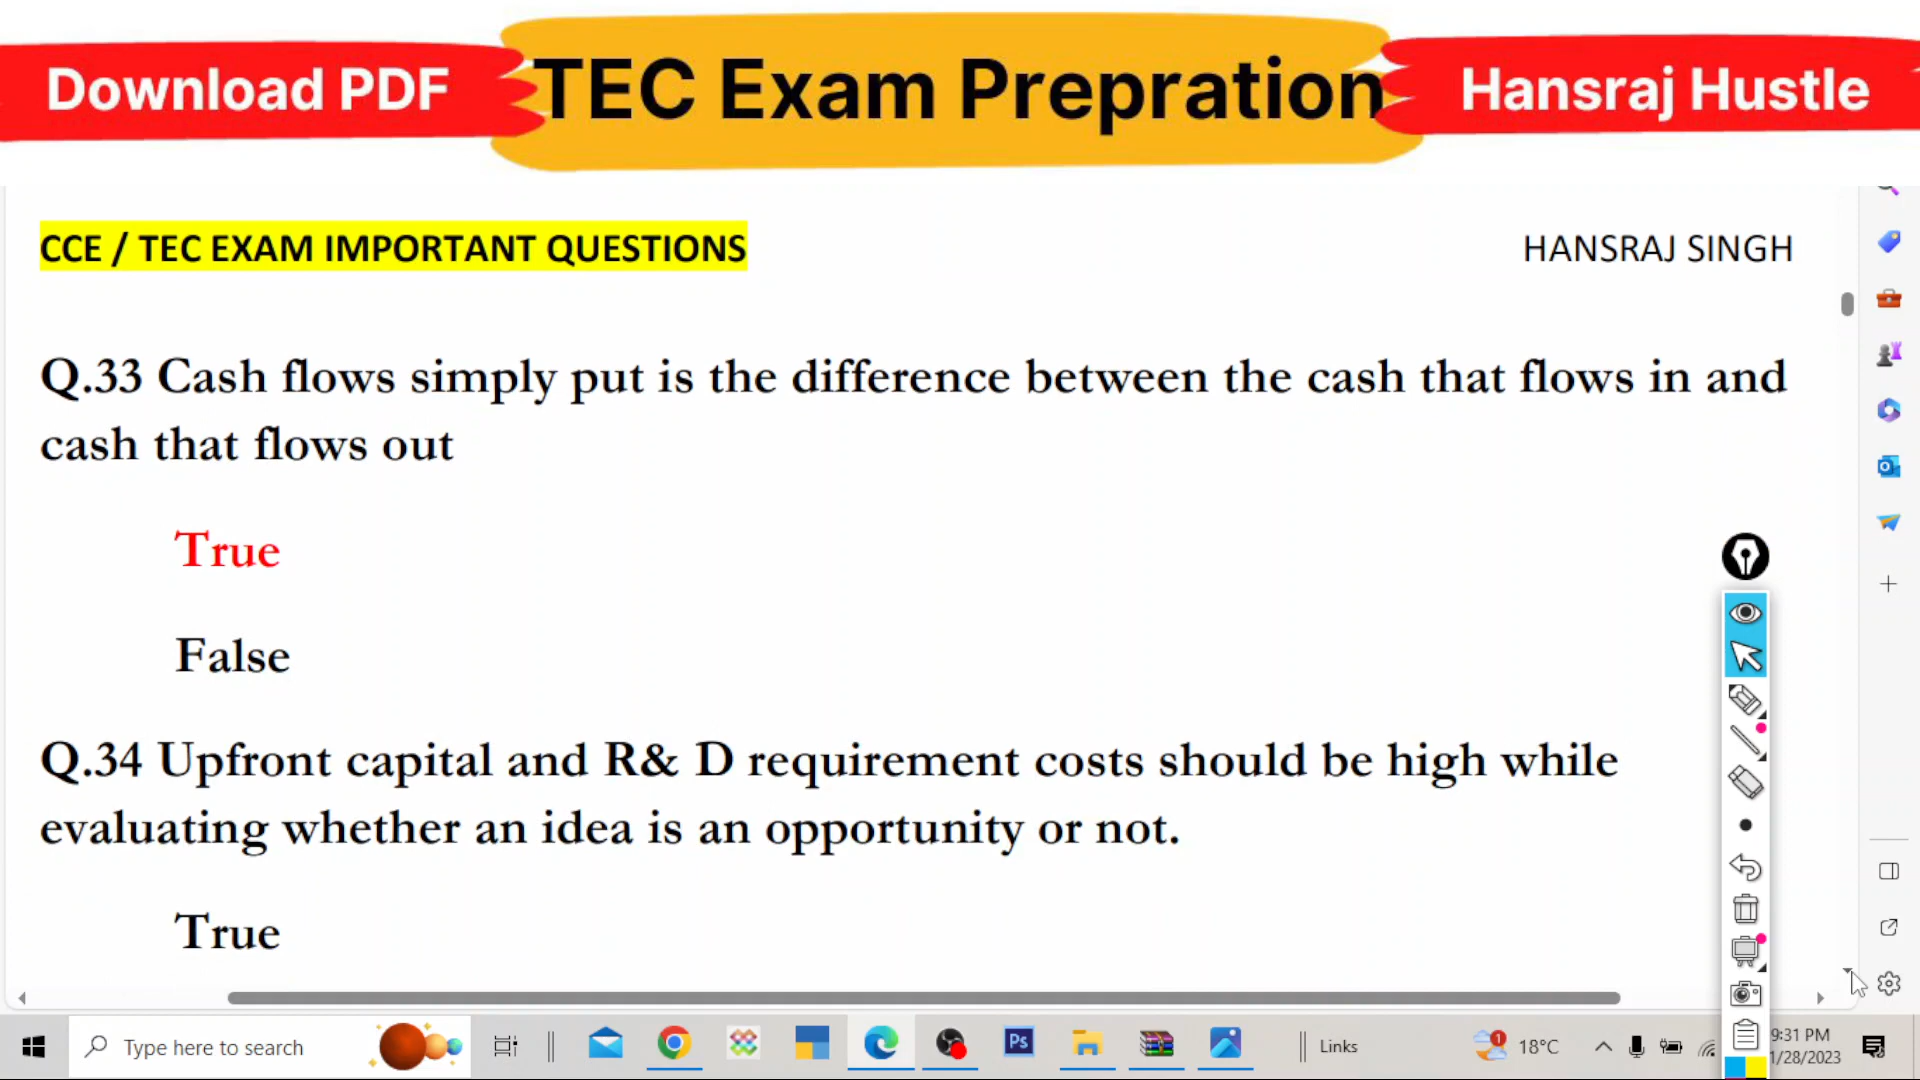 Download PDF
TEC Exam Prepration
Hansraj Hustle
CCE / TEC EXAM IMPORTANT QUESTIONS
HANSRAJ SINGH
Q.33 Cash flows simply put is the difference between the cash that flows in and
cash that flows out
True
False
Q.34 Upfront capital and R& D requirement costs should be high while
evaluating whether an idea is an opportunity or not.
True
Type here to search
Ps
Links
1
18°C
9:31 PM
1/28/2023